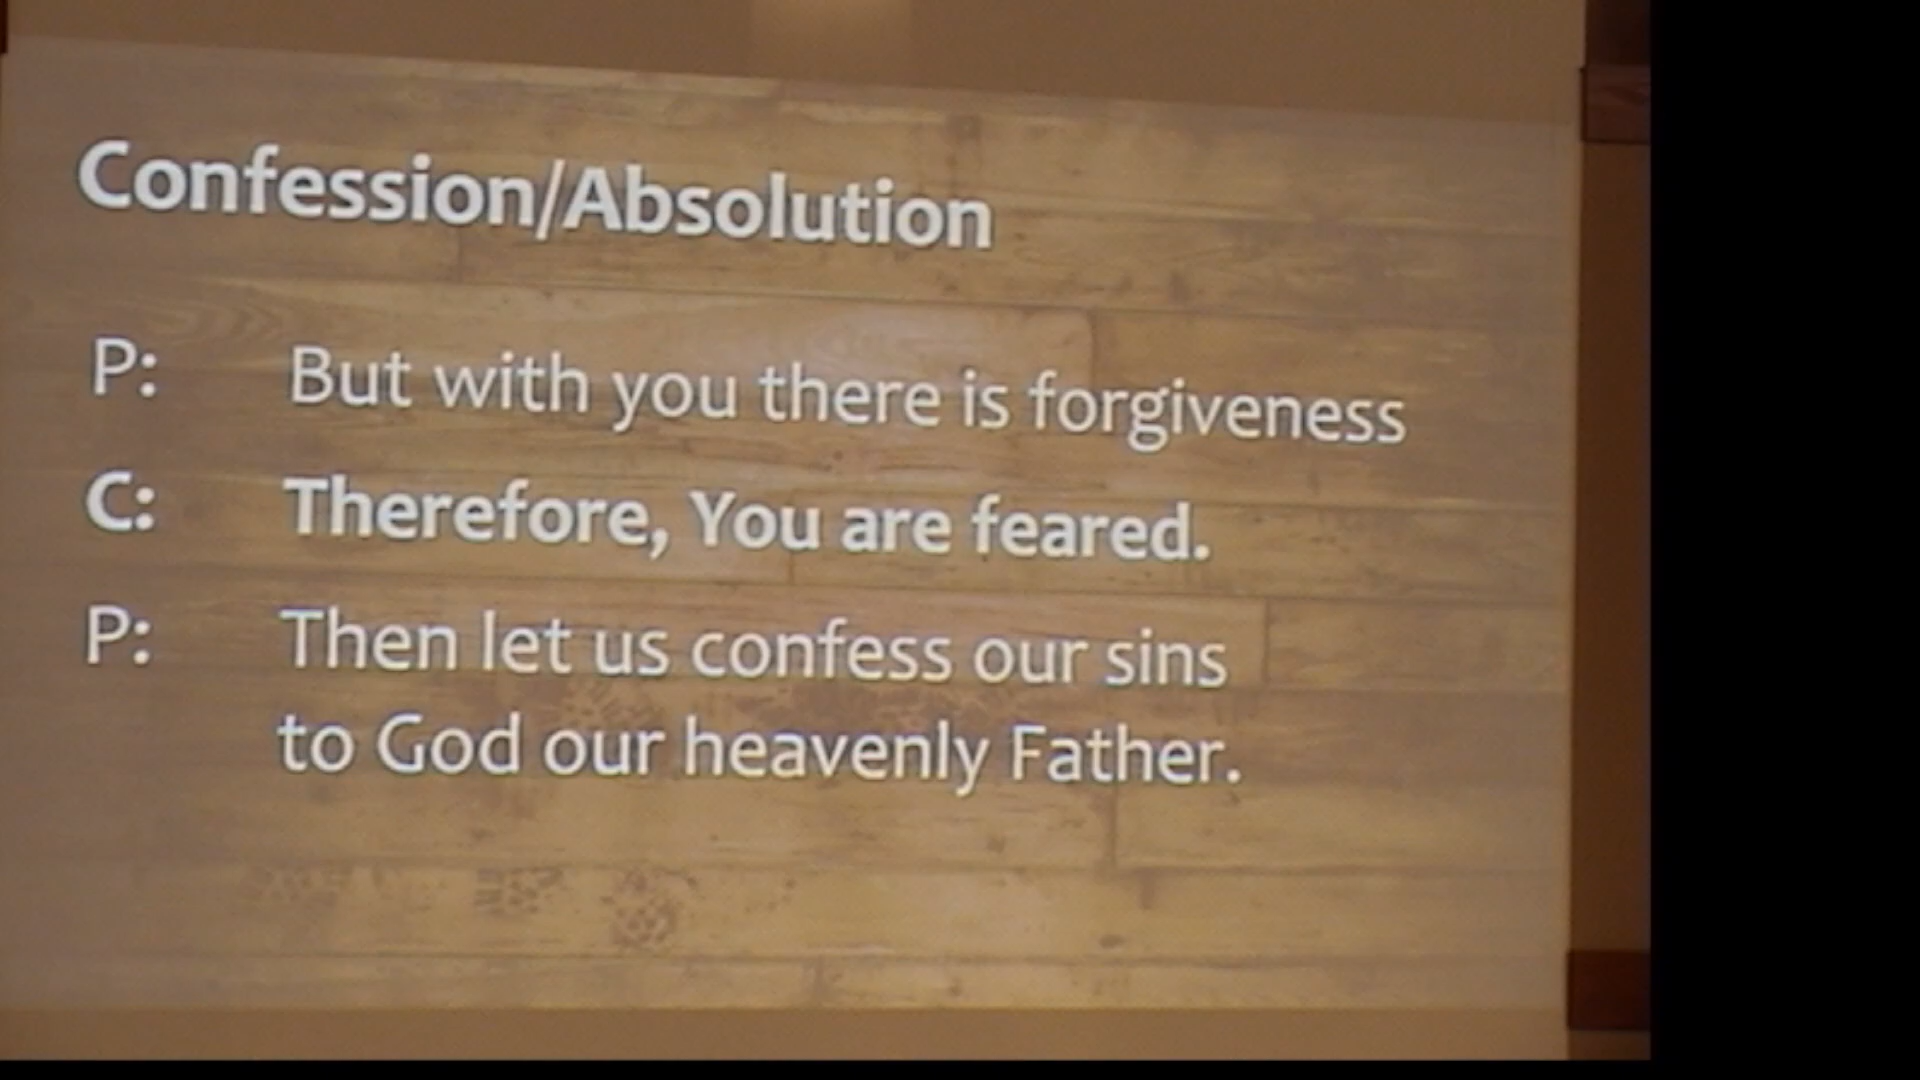 Confession/Absolution
P: But with you there is forgiveness
C: Therefore, You are feared.
P: Then let us confess our sins
to God our heavenly Father.